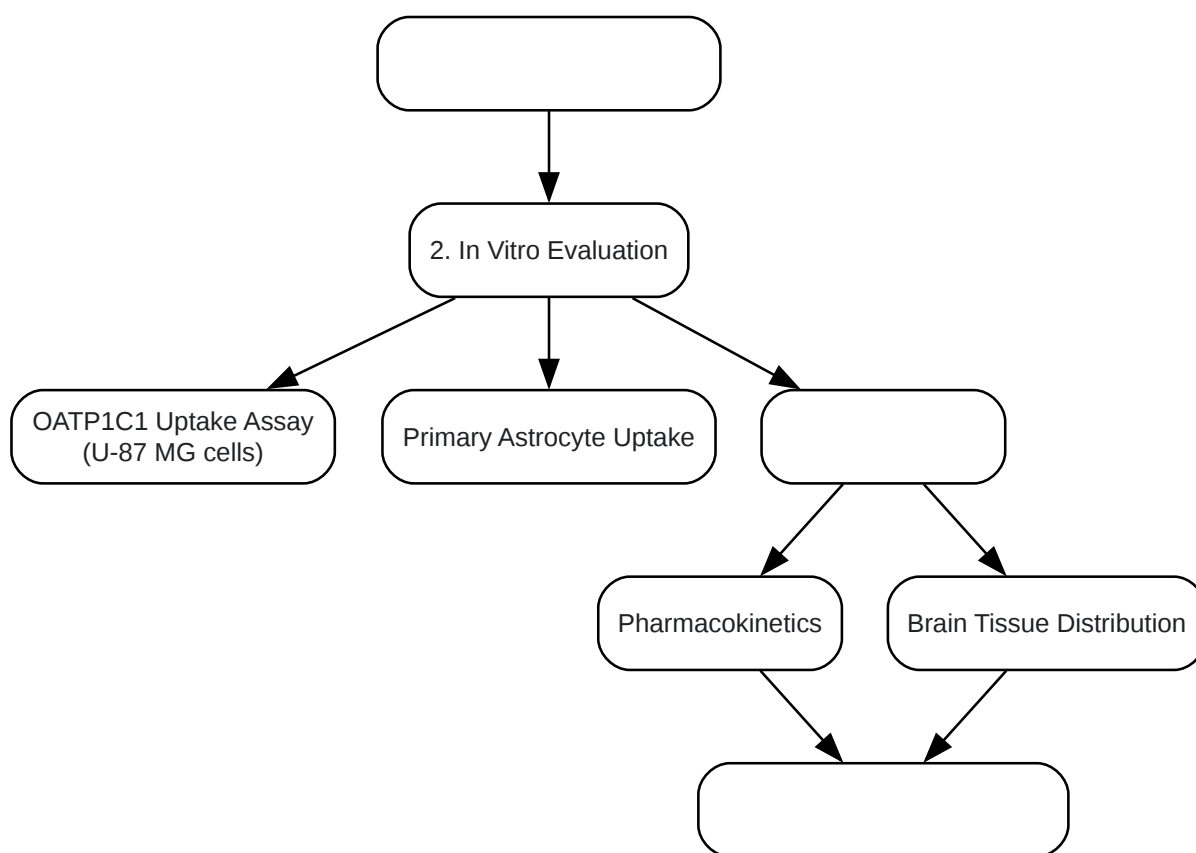 2. In Vitro Evaluation
OATP1C1 Uptake Assay
(U-87 MG cells)
Primary Astrocyte Uptake
Pharmacokinetics
Brain Tissue Distribution